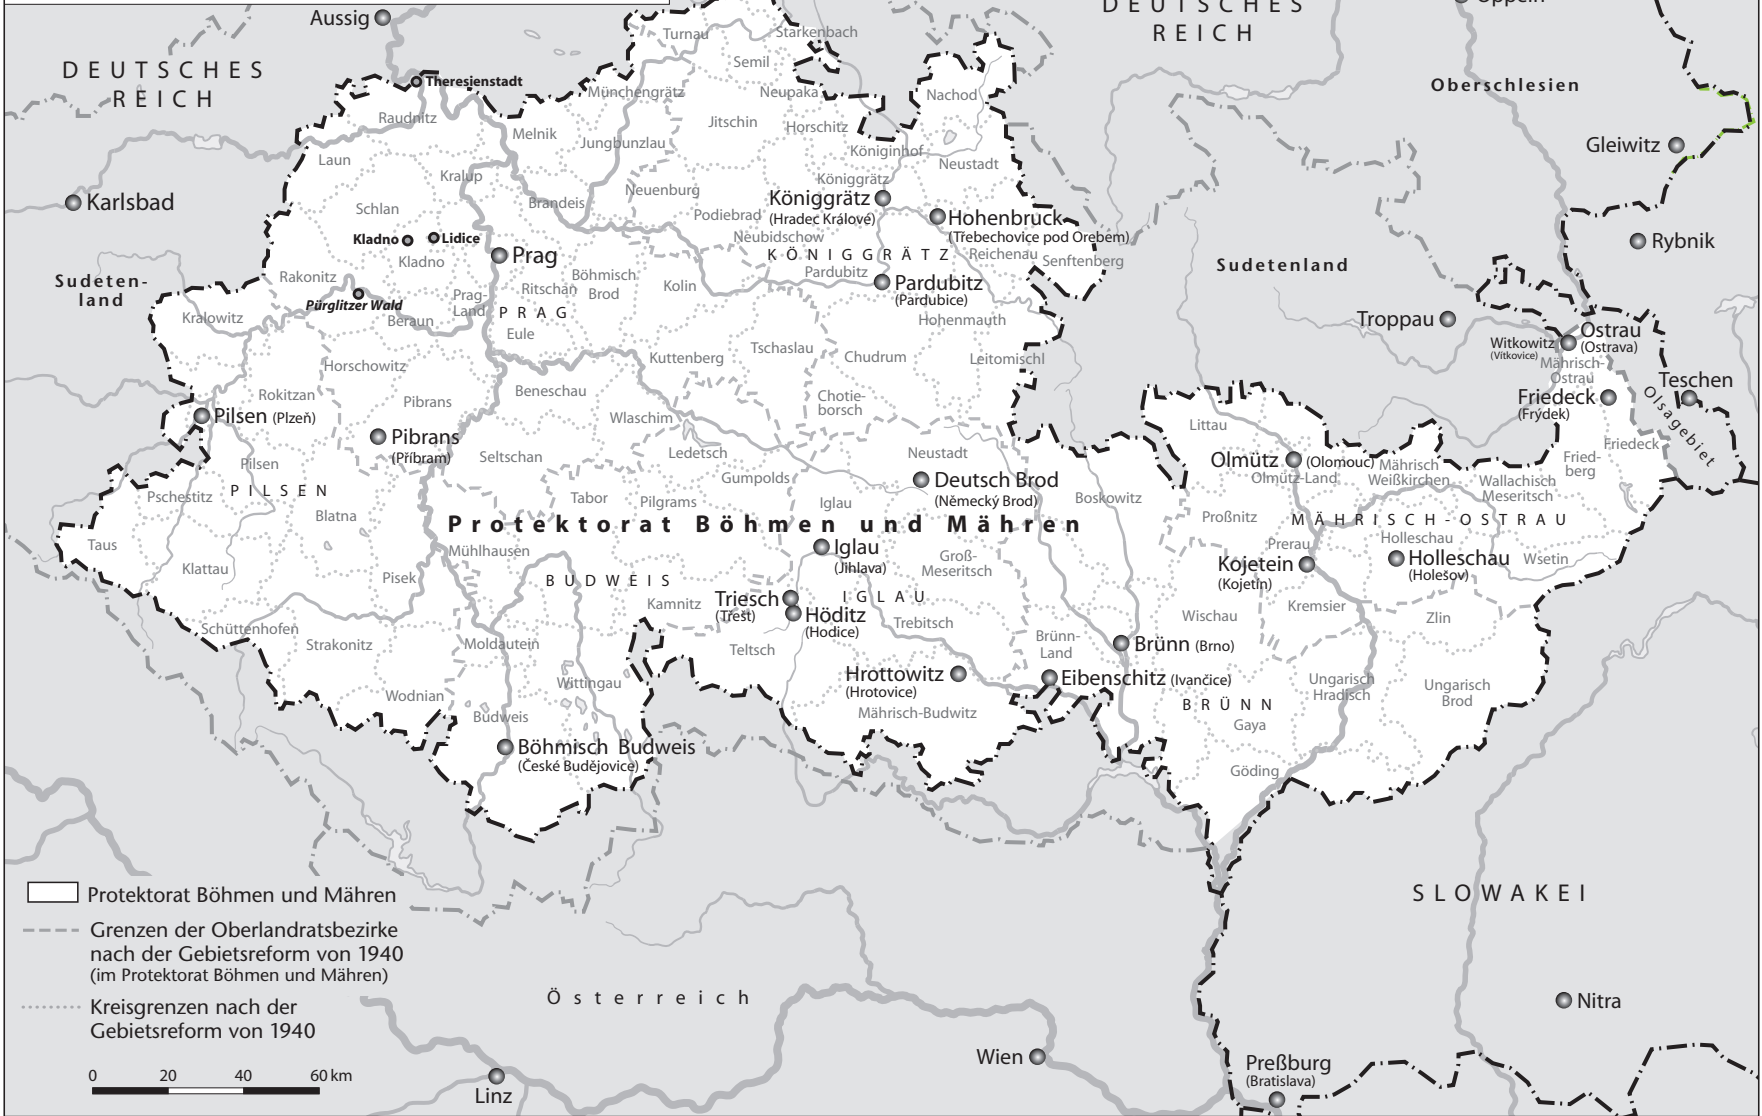 Aussig
DEUTSCHES
REICH
Oppeln
DEUTSCHES
REICH
Turnau
Starkenbach
Semil
Theresienstadt
Münchengrätz
Neupaka
Nachod
Oberschlesien
Raudnitz
Melnik
Jitschin
Horschitz
Jungbunzlau
Königinhof
Gleiwitz
Laun
Kralup
Neustadt
Königgrätz
Neuenburg
Karlsbad
Schlan
Brandeis
Podiebrad
Königgrätz
(Hradec Králové)
Hohenbruck
(Třebechovice pod Orebem)
Kladno
Lidice
Kladno
Prag
Neubidschow
KÖNIGGRÄTZ
Reichenau
Senftenberg
Rybnik
Sudeten-
land
Sudetenland
Rakonitz
Pürglitzer Wald
Beraun
Prag-
Land
PRAG
Ritschan
Böhmisch
Brod
Kolin
Pardubitz
Pardubitz
(Pardubice)
Kralowitz
Eule
Hohenmauth
Troppau
Witkowitz
(Vítkovice)
Ostrau
(Ostrava)
Mährisch-
Ostrau
Horschowitz
Kuttenberg
Tschaslau
Chudrum
Leitomischl
Teschen
Olsagebiet
Friedeck
(Frýdek)
Friedeck
Rokitzan
Pibrans
Beneschau
Chotie-
borsch
Pilsen (Plzeň)
Wlaschim
Littau
Pibrans
(Příbram)
Seltschan
Ledetsch
Neustadt
Olmütz (Olomouc)
Olmütz-Land
Mährisch
Weißkirchen
Fried-
berg
Wallachisch
Meseritsch
Pilsen
PILSEN
Pschestitz
Gumpolds
Deutsch Brod
(Německý Brod)
Boskowitz
Tabor
Pilgrams
Iglau
Blatna
Protektorat Böhmen und Mähren
Proßnitz
MÄHRISCH-OSTRAU
Holleschau
Taus
Mühlhausen
Iglau
(Jihlava)
Groß-
Meseritsch
Prerau
Kojetein
(Kojetín)
Holleschau
(Holešov)
Wsetin
Klattau
Pisek
BUDWEIS
Kamnitz
Triesch
(Třešť)
Höditz
(Hodice)
IGLAU
Trebitsch
Wischau
Kremsier
Zlin
Schüttenhofen
Strakonitz
Moldautein
Teltsch
Brünn-
Land
Brünn (Brno)
Wodnian
Wittingau
Hrottowitz
(Hrotovice)
Eibenschitz (Ivančice)
Ungarisch
Hradisch
Ungarisch
Brod
Budweis
Mährisch-Budwitz
BRÜNN
Gaya
Böhmisch Budweis
(České Budějovice)
Göding
Protektorat Böhmen und Mähren
Grenzen der Oberlandratsbezirke
nach der Gebietsreform von 1940
(im Protektorat Böhmen und Mähren)
Kreisgrenzen nach der
Gebietsreform von 1940
0 20 40 60 km
Österreich
SLOWAKEI
Nitra
Wien
Linz
Preßburg
(Bratislava)